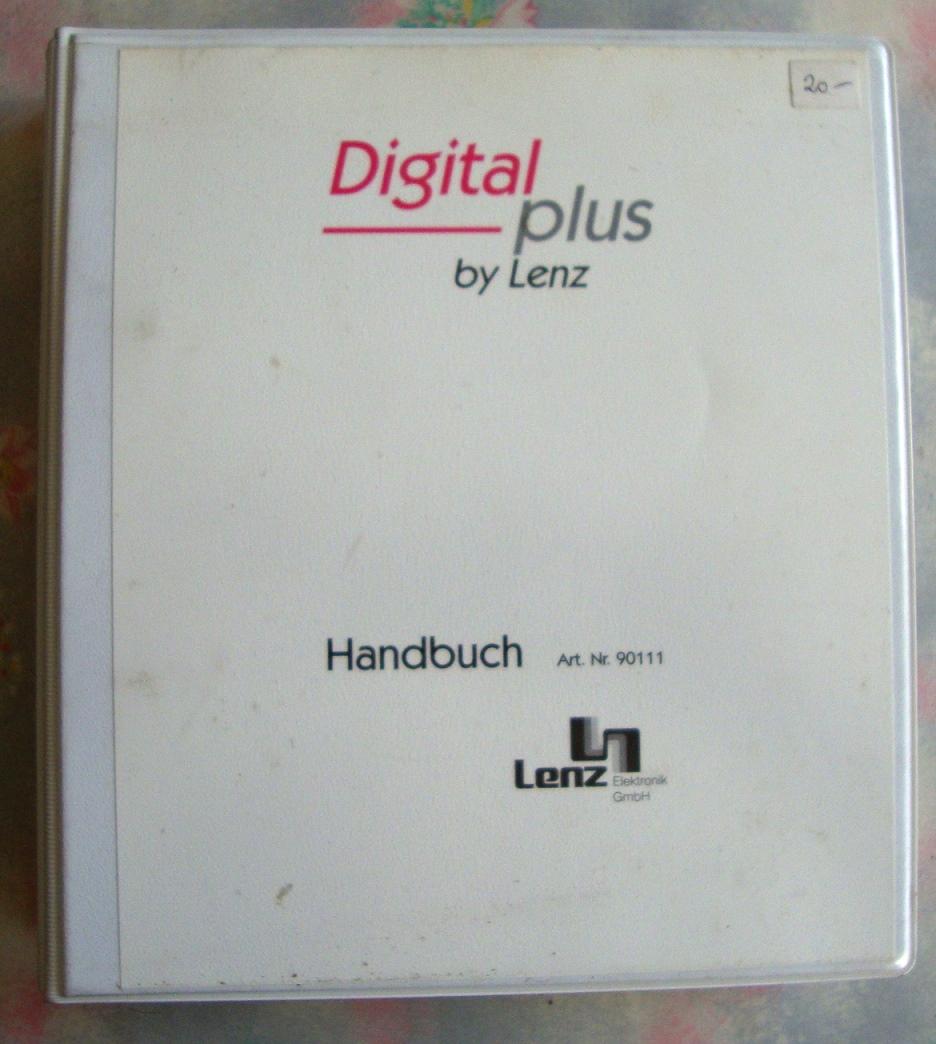 20.–
Digital
plus
by Lenz
Handbuch Art. Nr. 90111
Lenz Elektronik
GmbH